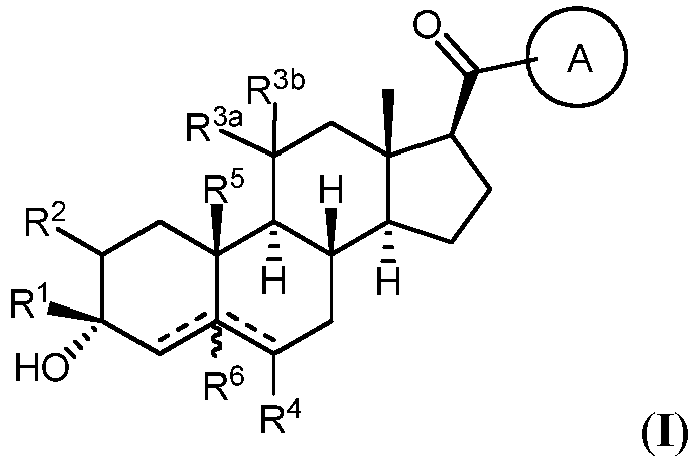 O
A
R³ᵇ
R³ᵃ
R⁵
H
R²
H
H
R¹
HO
R⁶
R⁴
(I)